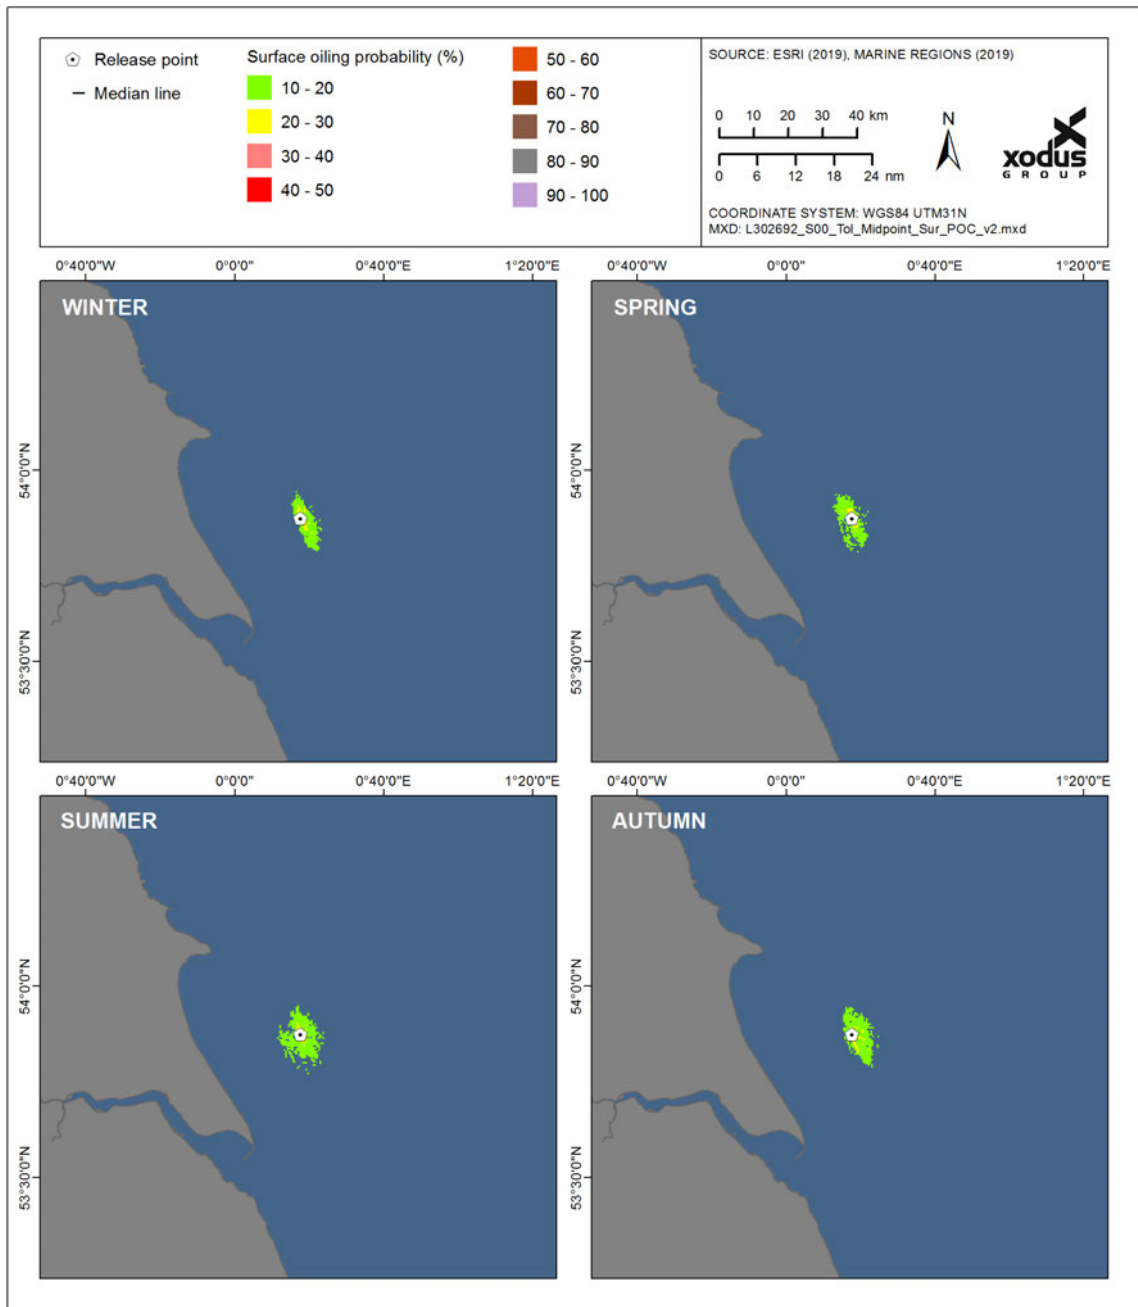 Release point
Median line
Surface oiling probability (%)
10 - 20
20 - 30
30 - 40
40 - 50
50 - 60
60 - 70
70 - 80
80 - 90
90 - 100
SOURCE: ESRI (2019), MARINE REGIONS (2019)
0 10 20 30 40 km
0 6 12 18 24 nm
N
xodus
GROUP
COORDINATE SYSTEM: WGS84 UTM31N
MXD: L302692_S00_Tol_Midpoint_Sur_POC_v2.mxd
0°40'0"W 0°0'0" 0°40'0"E 1°20'0"E
WINTER
54°0'0"N
53°30'0"N
0°40'0"W 0°0'0" 0°40'0"E 1°20'0"E
SPRING
54°0'0"N
53°30'0"N
0°40'0"W 0°0'0" 0°40'0"E 1°20'0"E
SUMMER
54°0'0"N
53°30'0"N
0°40'0"W 0°0'0" 0°40'0"E 1°20'0"E
AUTUMN
54°0'0"N
53°30'0"N